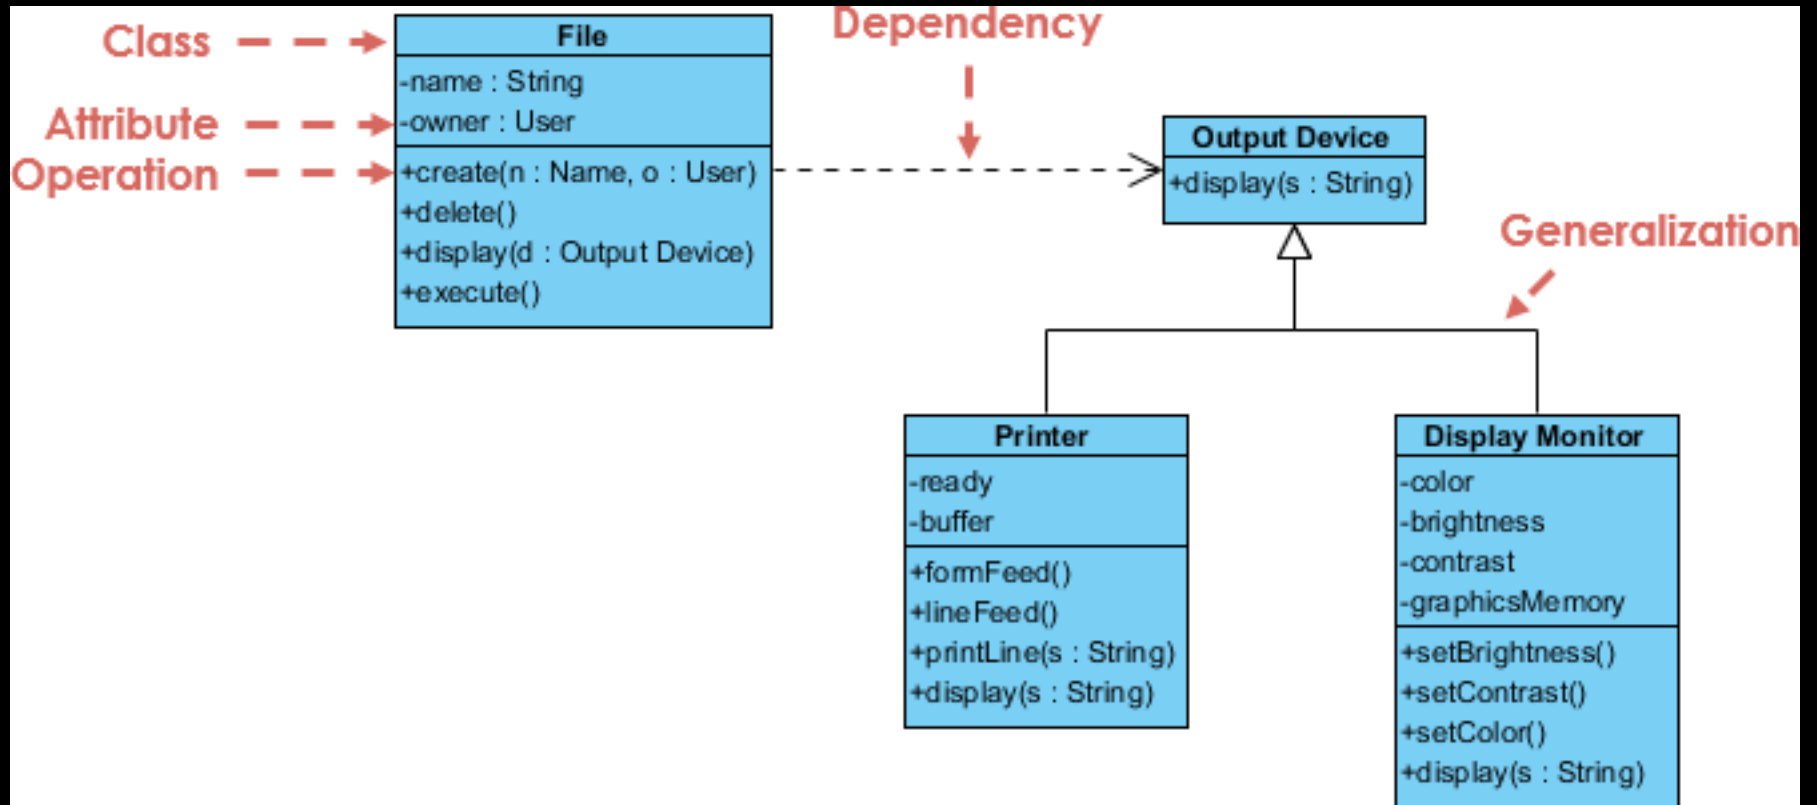 Dependency
Class
File
-name : String
Attribute
-owner : User
Operation
+create(n : Name, o : User)
+delete()
+display(d : Output Device)
+execute()
Output Device
+display(s : String)
Generalization
Printer
-ready
-buffer
+formFeed()
+lineFeed()
+printLine(s : String)
+display(s : String)
Display Monitor
-color
-brightness
-contrast
-graphicsMemory
+setBrightness()
+setContrast()
+setColor()
+display(s : String)